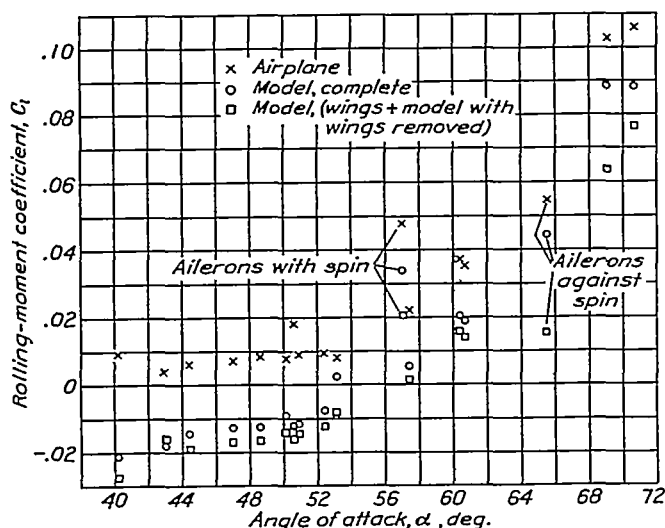 .10
.08
.06
.04
.02
0
-.02
Rolling-moment coefficient, Cl
× Airplane
○ Model, complete
□ Model, (wings + model with
wings removed)
Ailerons with spin
Ailerons
against
spin
40 44 48 52 56 60 64 68 72
Angle of attack, α, deg.